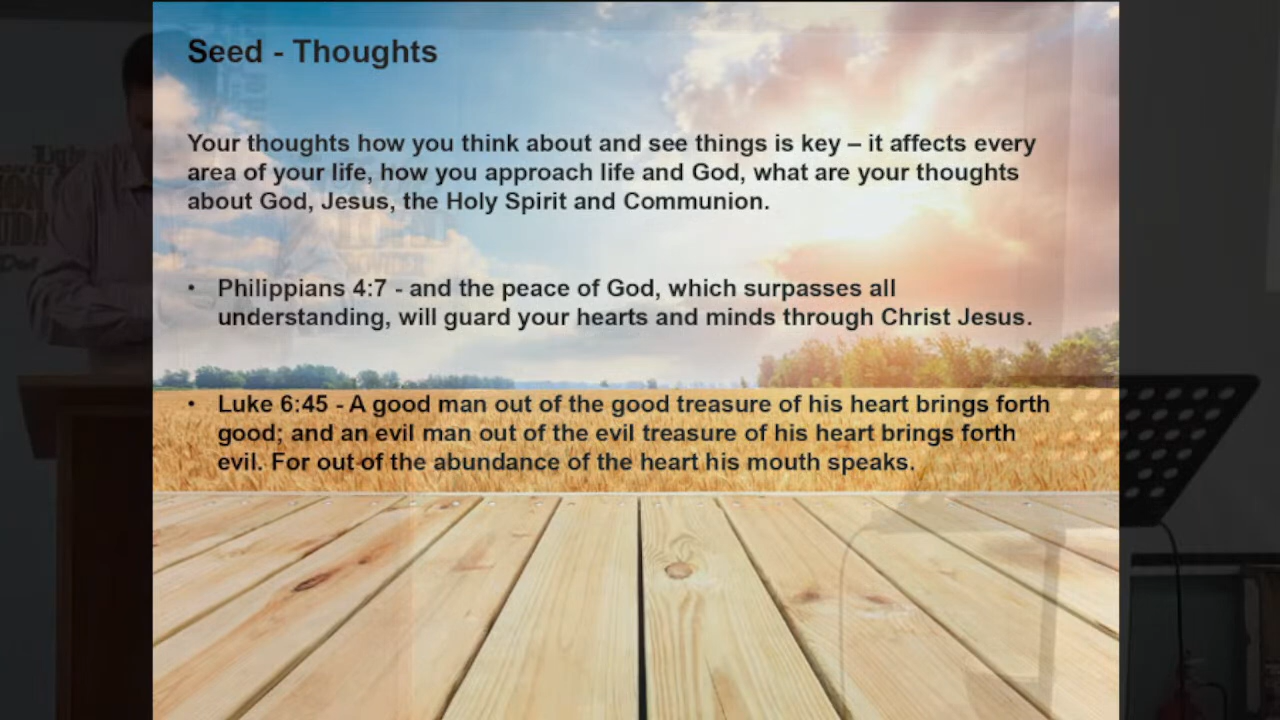 Seed - Thoughts
Your thoughts how you think about and see things is key – it affects every
area of your life, how you approach life and God, what are your thoughts
about God, Jesus, the Holy Spirit and Communion.
• Philippians 4:7 - and the peace of God, which surpasses all
understanding, will guard your hearts and minds through Christ Jesus.
• Luke 6:45 - A good man out of the good treasure of his heart brings forth
good; and an evil man out of the evil treasure of his heart brings forth
evil. For out of the abundance of the heart his mouth speaks.